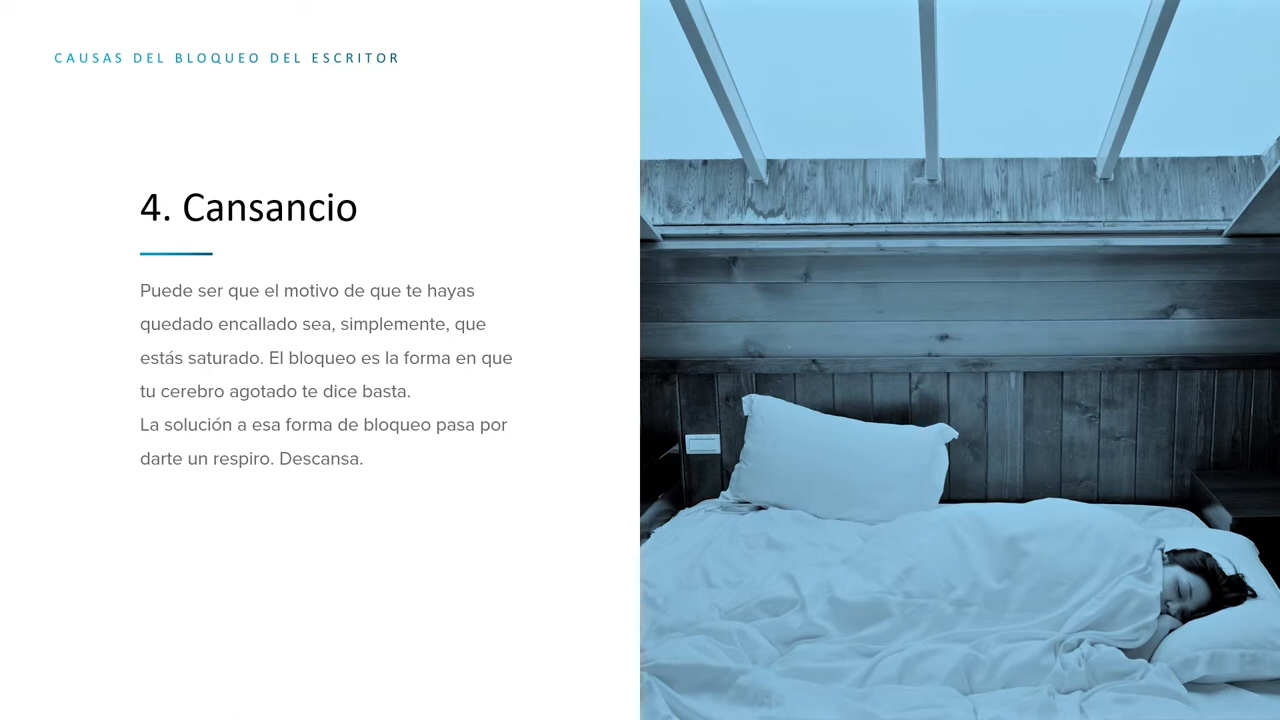 CAUSAS DEL BLOQUEO DEL ESCRITOR
4. Cansancio
Puede ser que el motivo de que te hayas
quedado encallado sea, simplemente, que
estás saturado. El bloqueo es la forma en que
tu cerebro agotado te dice basta.
La solución a esa forma de bloqueo pasa por
darte un respiro. Descansa.